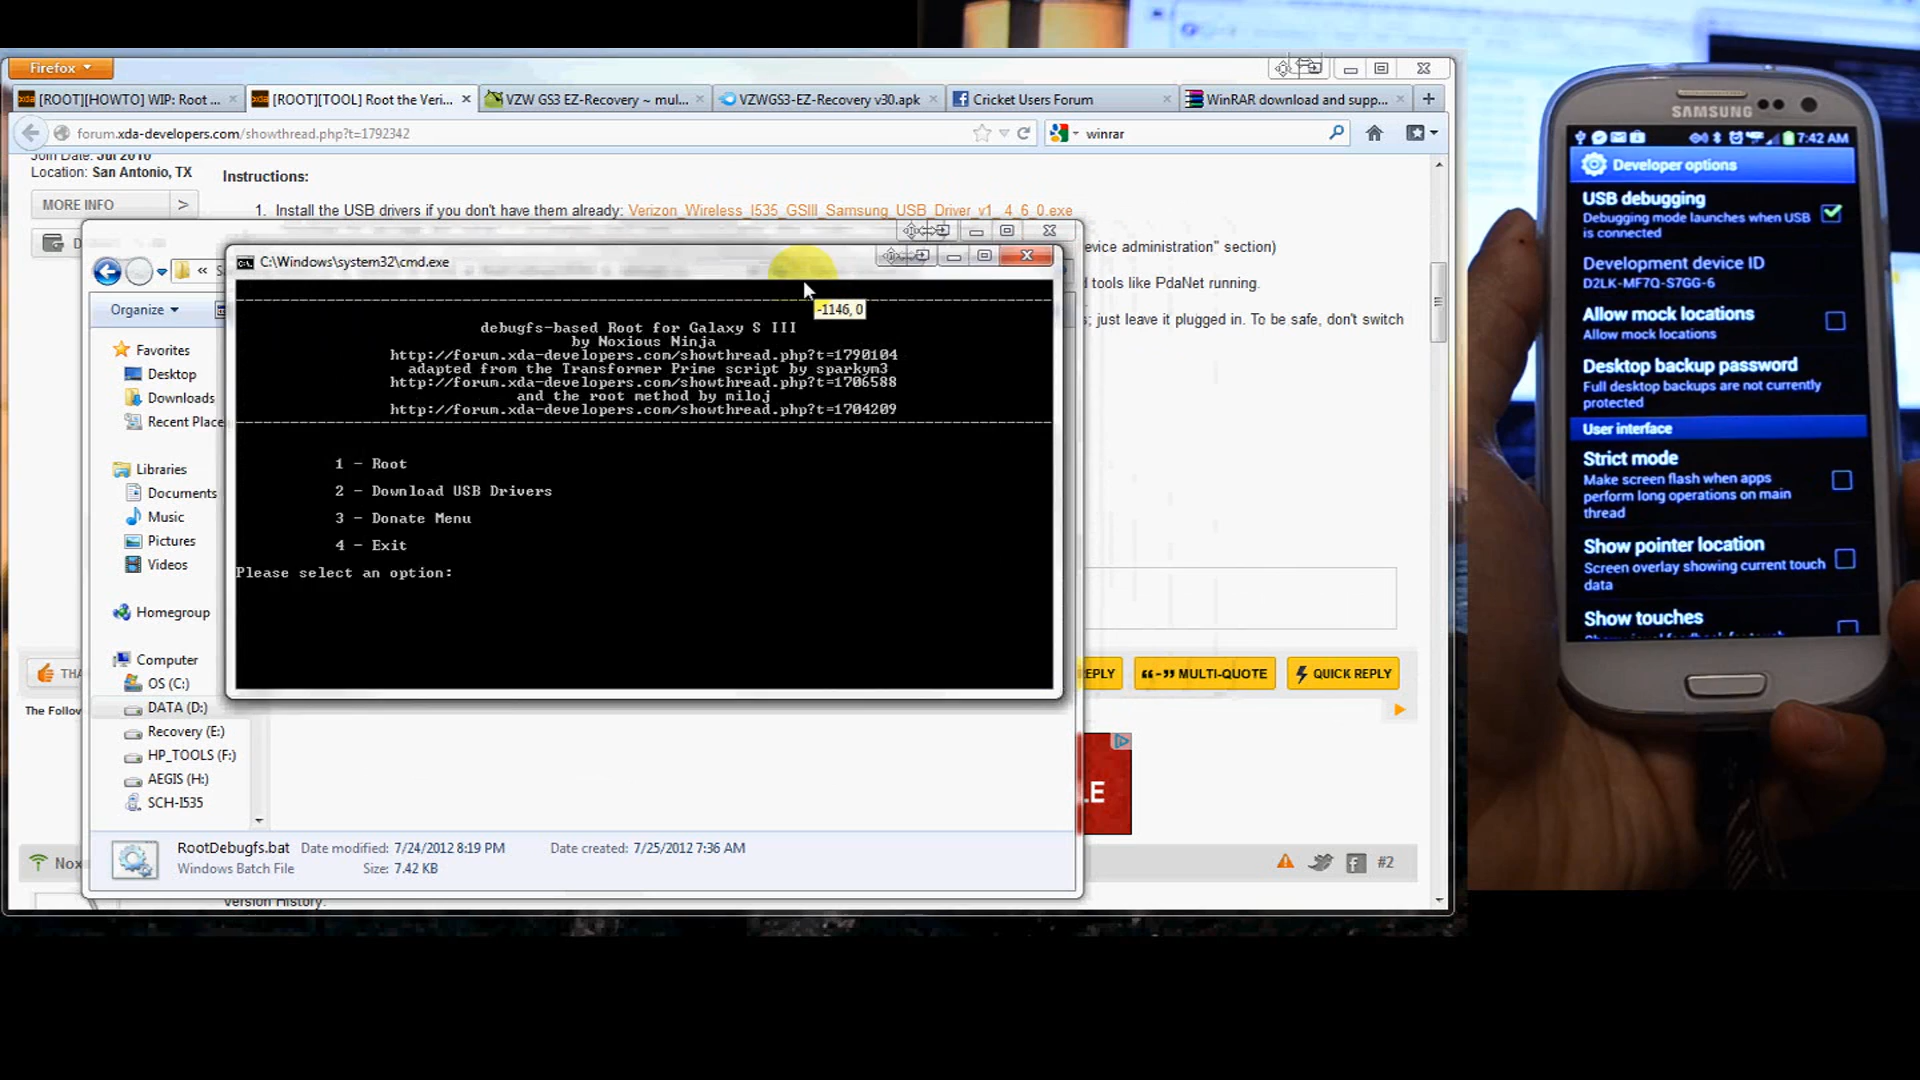 Firefox
[ROOT][HOWTO] WIP: Root ...
[ROOT][TOOL] Root the Veri...
VZW GS3 EZ-Recovery ~ mul...
VZWGS3-EZ-Recovery v30.apk
Cricket Users Forum
WinRAR download and supp...
forum.xda-developers.com/showthread.php?t=1792342
winrar
Join Date: Jul 2010
Location: San Antonio, TX
MORE INFO >
Instructions:
1. Install the USB drivers if you don't have them already: Verizon_Wireless_I535_GSIII_Samsung_USB_Driver_v1_4_6_0.exe
evice administration" section)
d tools like PdaNet running.
s; just leave it plugged in. To be safe, don't switch
Organize
Favorites
Desktop
Downloads
Recent Place
Libraries
Documents
Music
Pictures
Videos
Homegroup
Computer
OS (C:)
DATA (D:)
Recovery (E:)
HP_TOOLS (F:)
AEGIS (H:)
SCH-I535
C:\Windows\system32\cmd.exe
-1146, 0
debugfs-based Root for Galaxy S III
by Noxious Ninja
http://forum.xda-developers.com/showthread.php?t=1790104
adapted from the Transformer Prime script by sparkym3
http://forum.xda-developers.com/showthread.php?t=1706588
and the root method by miloj
http://forum.xda-developers.com/showthread.php?t=1704209
1 - Root
2 - Download USB Drivers
3 - Donate Menu
4 - Exit
Please select an option:
THA
EPLY
MULTI-QUOTE
QUICK REPLY
The Follov
LE
RootDebugfs.bat Date modified: 7/24/2012 8:19 PM Date created: 7/25/2012 7:36 AM
Windows Batch File Size: 7.42 KB
Nox
#2
Version History:
SAMSUNG
7:42 AM
Developer options
USB debugging
Debugging mode launches when USB
is connected
Development device ID
D2LK-MF7Q-S7GG-6
Allow mock locations
Allow mock locations
Desktop backup password
Full desktop backups are not currently
protected
User interface
Strict mode
Make screen flash when apps
perform long operations on main
thread
Show pointer location
Screen overlay showing current touch
data
Show touches